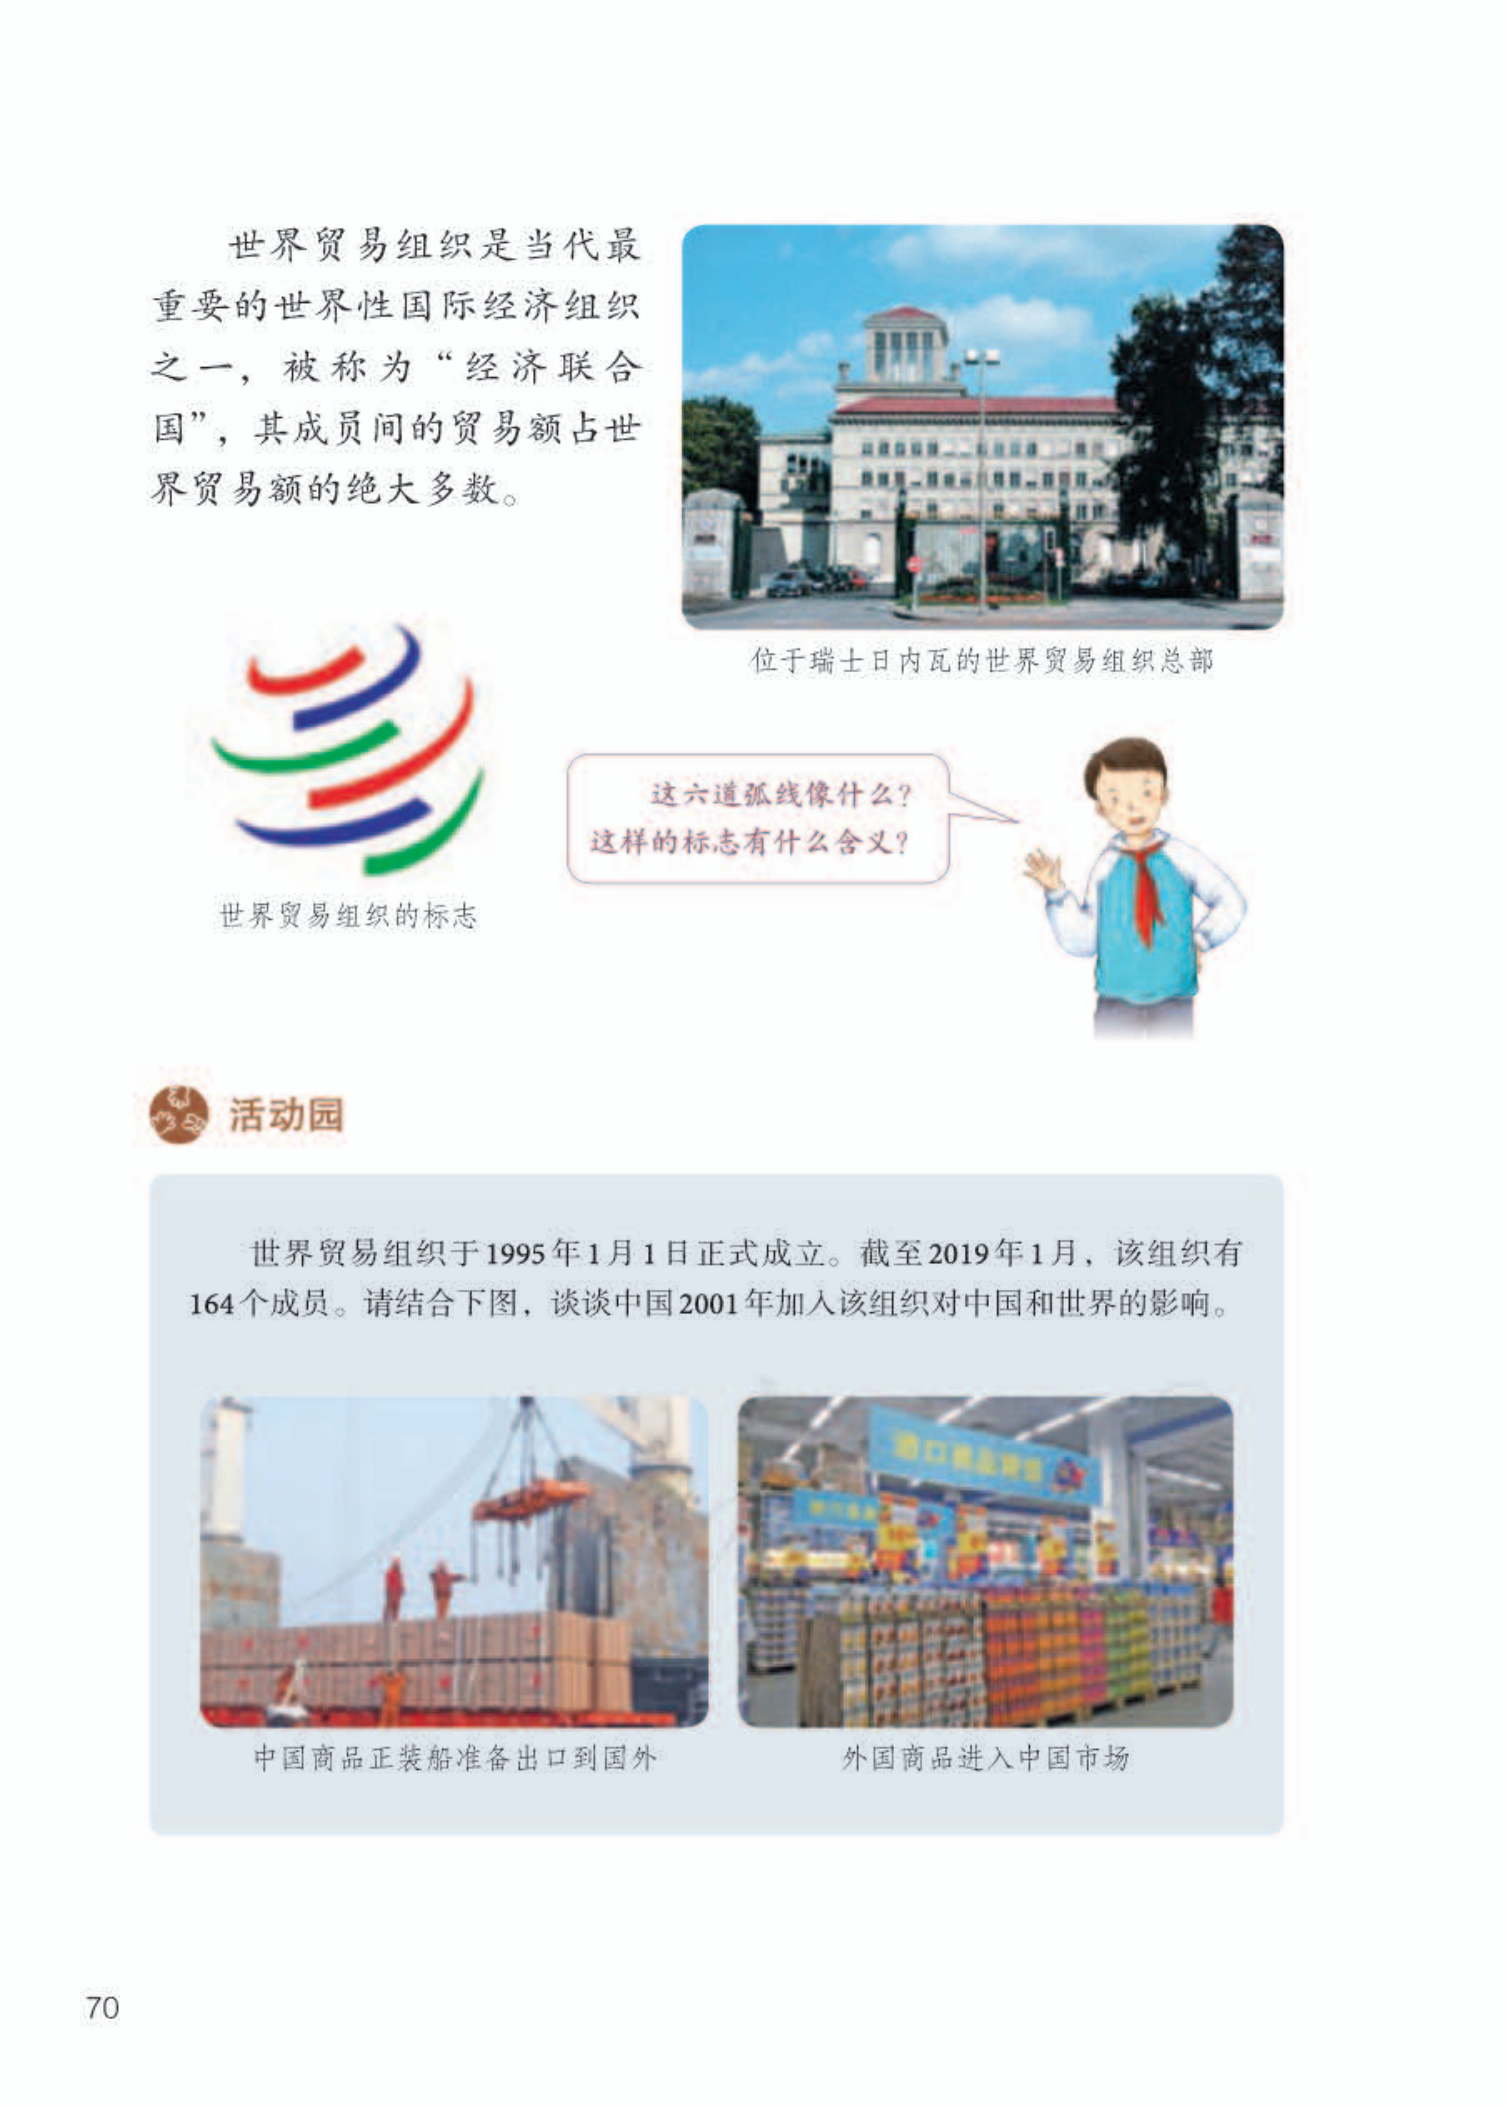 世界贸易组织是当代最
重要的世界性国际经济组织
之一，被称为“经济联合
国”，其成员间的贸易额占世
界贸易额的绝大多数。
位于瑞士日内瓦的世界贸易组织总部
这六道弧线像什么？
这样的标志有什么含义？
世界贸易组织的标志
活动园
世界贸易组织于1995年1月1日正式成立。截至2019年1月，该组织有
164个成员。请结合下图，谈谈中国2001年加入该组织对中国和世界的影响。
中国商品正装船准备出口到国外
外国商品进入中国市场
70